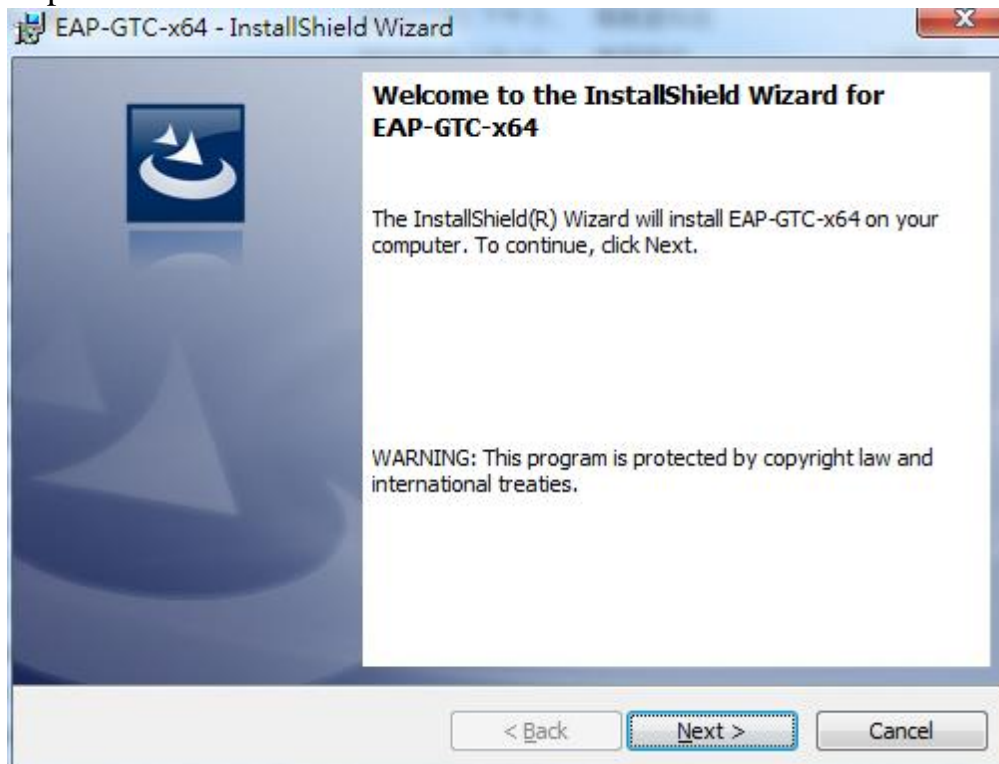 EAP-GTC-x64 - InstallShield Wizard
Welcome to the InstallShield Wizard for
EAP-GTC-x64
The InstallShield(R) Wizard will install EAP-GTC-x64 on your
computer. To continue, click Next.
WARNING: This program is protected by copyright law and
international treaties.
< Back
Next >
Cancel